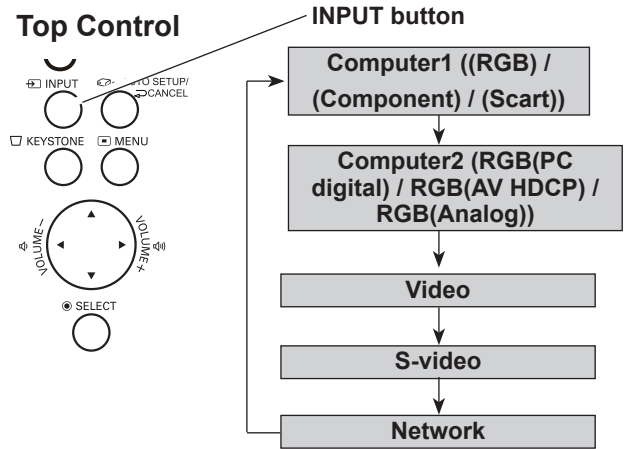 Top Control
INPUT button
INPUT
TO SETUP/
CANCEL
KEYSTONE
MENU
VOLUME-
VOLUME+
SELECT
Computer1 ((RGB) /
(Component) / (Scart))
Computer2 (RGB(PC
digital) / RGB(AV HDCP) /
RGB(Analog))
Video
S-video
Network